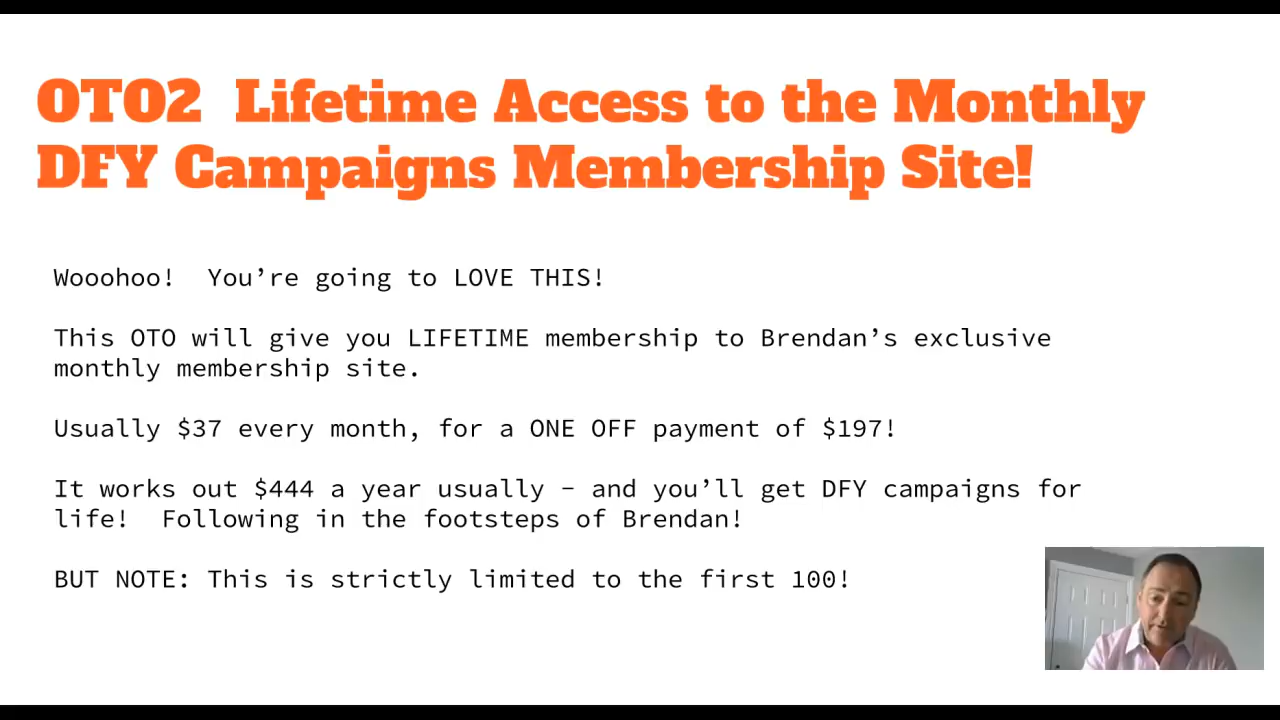 OTO2  Lifetime Access to the Monthly
DFY Campaigns Membership Site!
Wooohoo!  You’re going to LOVE THIS!
This OTO will give you LIFETIME membership to Brendan’s exclusive
monthly membership site.
Usually $37 every month, for a ONE OFF payment of $197!
It works out $444 a year usually – and you’ll get DFY campaigns for
life!  Following in the footsteps of Brendan!
BUT NOTE: This is strictly limited to the first 100!